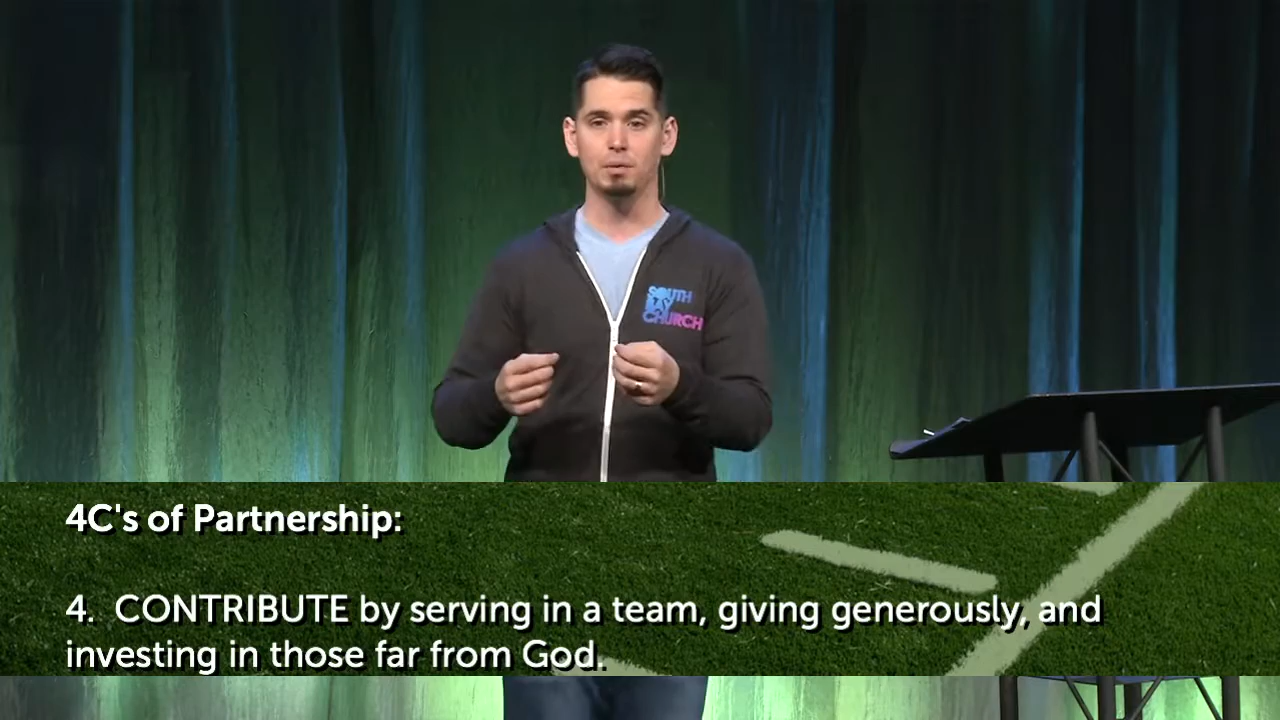 SOUTH
BAY
CHURCH
4C's of Partnership:
4. CONTRIBUTE by serving in a team, giving generously, and
investing in those far from God.